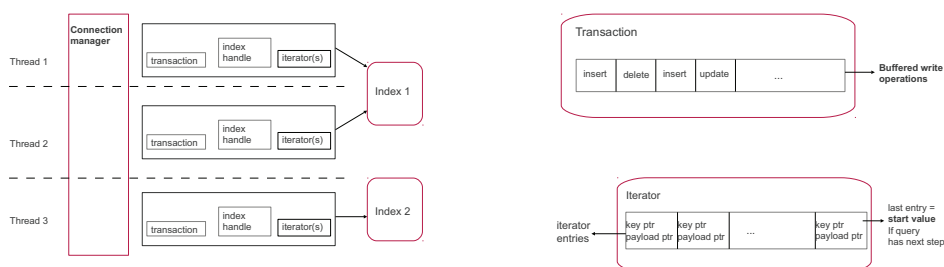 Connection
manager
Thread 1
transaction
index
handle
iterator(s)
Index 1
Thread 2
transaction
index
handle
iterator(s)
Thread 3
transaction
index
handle
iterator(s)
Index 2
Transaction
insert
delete
insert
update
...
Buffered write
operations
Iterator
iterator
entries
key ptr
payload ptr
key ptr
payload ptr
...
key ptr
payload ptr
last entry =
start value
If query
has next step